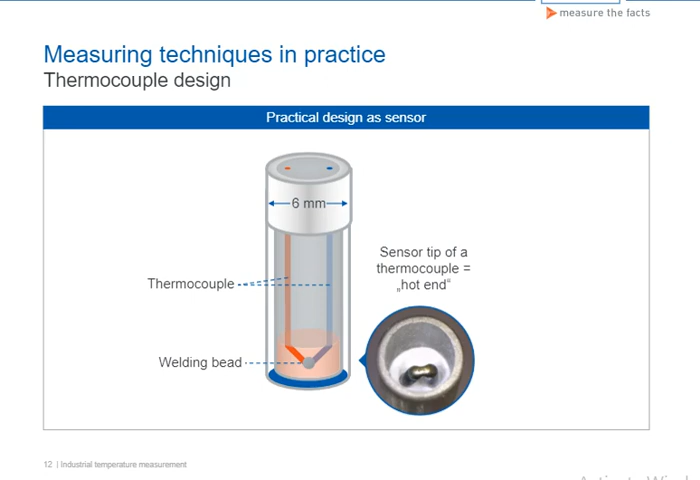 measure the facts
Measuring techniques in practice
Thermocouple design
Practical design as sensor
6 mm
Sensor tip of a
thermocouple =
„hot end“
Thermocouple
Welding bead
12 | Industrial temperature measurement